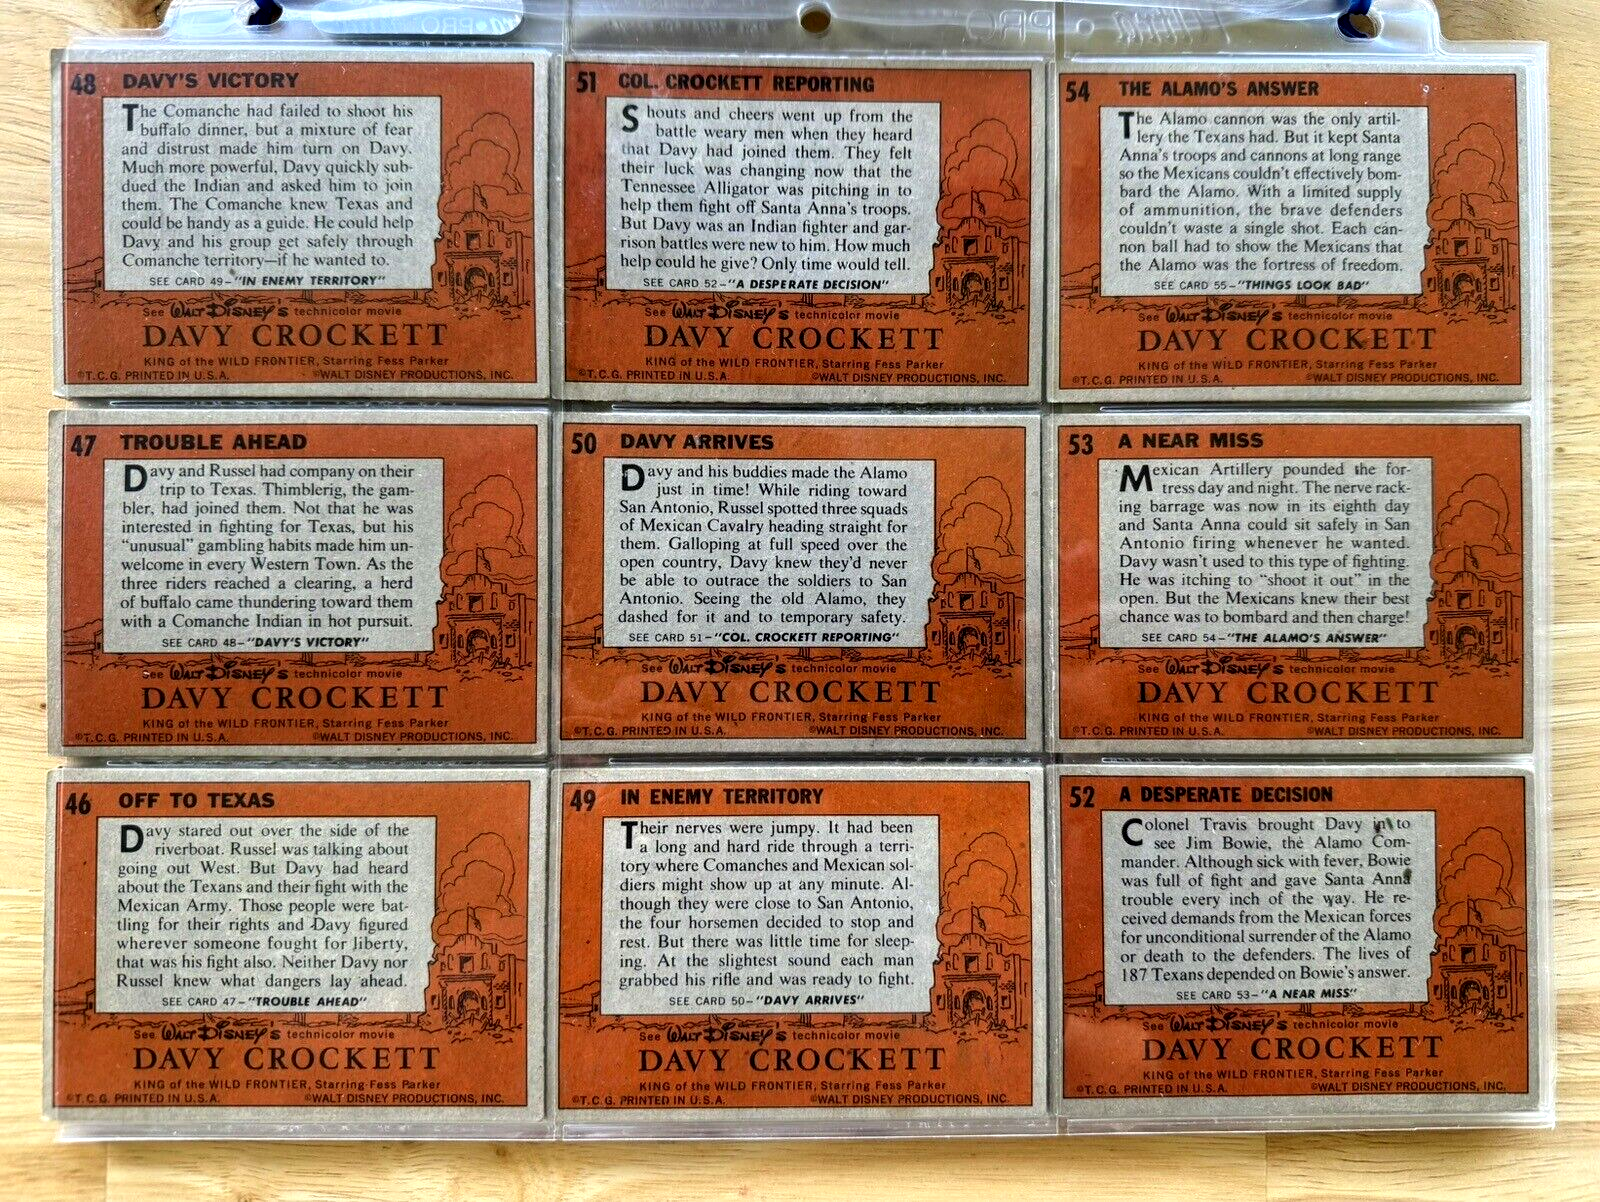 48 DAVY'S VICTORY
The Comanche had failed to shoot his
buffalo dinner, but a mixture of fear
and distrust made him turn on Davy.
Much more powerful, Davy quickly sub-
dued the Indian and asked him to join
them. The Comanche knew Texas and
could be handy as a guide. He could help
Davy and his group get safely through
Comanche territory—if he wanted to.
SEE CARD 49—"IN ENEMY TERRITORY"
See WALT DISNEY'S technicolor movie
DAVY CROCKETT
KING of the WILD FRONTIER, Starring Fess Parker
©T.C.G. PRINTED IN U.S.A. ©WALT DISNEY PRODUCTIONS, INC.
51 COL. CROCKETT REPORTING
Shouts and cheers went up from the
battle weary men when they heard
that Davy had joined them. They felt
their luck was changing now that the
Tennessee Alligator was pitching in to
help them fight off Santa Anna's troops.
But Davy was an Indian fighter and gar-
rison battles were new to him. How much
help could he give? Only time would tell.
SEE CARD 52—"A DESPERATE DECISION"
See WALT DISNEY'S technicolor movie
DAVY CROCKETT
KING of the WILD FRONTIER, Starring Fess Parker
©T.C.G. PRINTED IN U.S.A. ©WALT DISNEY PRODUCTIONS, INC.
54 THE ALAMO'S ANSWER
The Alamo cannon was the only artil-
lery the Texans had. But it kept Santa
Anna's troops and cannons at long range
so the Mexicans couldn't effectively bom-
bard the Alamo. With a limited supply
of ammunition, the brave defenders
couldn't waste a single shot. Each can-
non ball had to show the Mexicans that
the Alamo was the fortress of freedom.
SEE CARD 55—"THINGS LOOK BAD"
See WALT DISNEY'S technicolor movie
DAVY CROCKETT
KING of the WILD FRONTIER, Starring Fess Parker
©T.C.G. PRINTED IN U.S.A. ©WALT DISNEY PRODUCTIONS, INC.
47 TROUBLE AHEAD
Davy and Russel had company on their
trip to Texas. Thimblerig, the gam-
bler, had joined them. Not that he was
interested in fighting for Texas, but his
"unusual" gambling habits made him un-
welcome in every Western Town. As the
three riders reached a clearing, a herd
of buffalo came thundering toward them
with a Comanche Indian in hot pursuit.
SEE CARD 48—"DAVY'S VICTORY"
See WALT DISNEY'S technicolor movie
DAVY CROCKETT
KING of the WILD FRONTIER, Starring Fess Parker
©T.C.G. PRINTED IN U.S.A. ©WALT DISNEY PRODUCTIONS, INC.
50 DAVY ARRIVES
Davy and his buddies made the Alamo
just in time! While riding toward
San Antonio, Russel spotted three squads
of Mexican Cavalry heading straight for
them. Galloping at full speed over the
open country, Davy knew they'd never
be able to outrace the soldiers to San
Antonio. Seeing the old Alamo, they
dashed for it and to temporary safety.
SEE CARD 51—"COL. CROCKETT REPORTING"
See WALT DISNEY'S technicolor movie
DAVY CROCKETT
KING of the WILD FRONTIER, Starring Fess Parker
©T.C.G. PRINTED IN U.S.A. ©WALT DISNEY PRODUCTIONS, INC.
53 A NEAR MISS
Mexican Artillery pounded the for-
tress day and night. The nerve rack-
ing barrage was now in its eighth day
and Santa Anna could sit safely in San
Antonio firing whenever he wanted.
Davy wasn't used to this type of fighting.
He was itching to "shoot it out" in the
open. But the Mexicans knew their best
chance was to bombard and then charge!
SEE CARD 54—"THE ALAMO'S ANSWER"
See WALT DISNEY'S technicolor movie
DAVY CROCKETT
KING of the WILD FRONTIER, Starring Fess Parker
©T.C.G. PRINTED IN U.S.A. ©WALT DISNEY PRODUCTIONS, INC.
46 OFF TO TEXAS
Davy stared out over the side of the
riverboat. Russel was talking about
going out West. But Davy had heard
about the Texans and their fight with the
Mexican Army. Those people were bat-
tling for their rights and Davy figured
wherever someone fought for liberty,
that was his fight also. Neither Davy nor
Russel knew what dangers lay ahead.
SEE CARD 47—"TROUBLE AHEAD"
See WALT DISNEY'S technicolor movie
DAVY CROCKETT
KING of the WILD FRONTIER, Starring Fess Parker
©T.C.G. PRINTED IN U.S.A. ©WALT DISNEY PRODUCTIONS, INC.
49 IN ENEMY TERRITORY
Their nerves were jumpy. It had been
a long and hard ride through a terri-
tory where Comanches and Mexican sol-
diers might show up at any minute. Al-
though they were close to San Antonio,
the four horsemen decided to stop and
rest. But there was little time for sleep-
ing. At the slightest sound each man
grabbed his rifle and was ready to fight.
SEE CARD 50—"DAVY ARRIVES"
See WALT DISNEY'S technicolor movie
DAVY CROCKETT
KING of the WILD FRONTIER, Starring Fess Parker
©T.C.G. PRINTED IN U.S.A. ©WALT DISNEY PRODUCTIONS, INC.
52 A DESPERATE DECISION
Colonel Travis brought Davy in to
see Jim Bowie, the Alamo Com-
mander. Although sick with fever, Bowie
was full of fight and gave Santa Anna
trouble every inch of the way. He re-
ceived demands from the Mexican forces
for unconditional surrender of the Alamo
or death to the defenders. The lives of
187 Texans depended on Bowie's answer.
SEE CARD 53—"A NEAR MISS"
See WALT DISNEY'S technicolor movie
DAVY CROCKETT
KING of the WILD FRONTIER, Starring Fess Parker
©T.C.G. PRINTED IN U.S.A. ©WALT DISNEY PRODUCTIONS, INC.